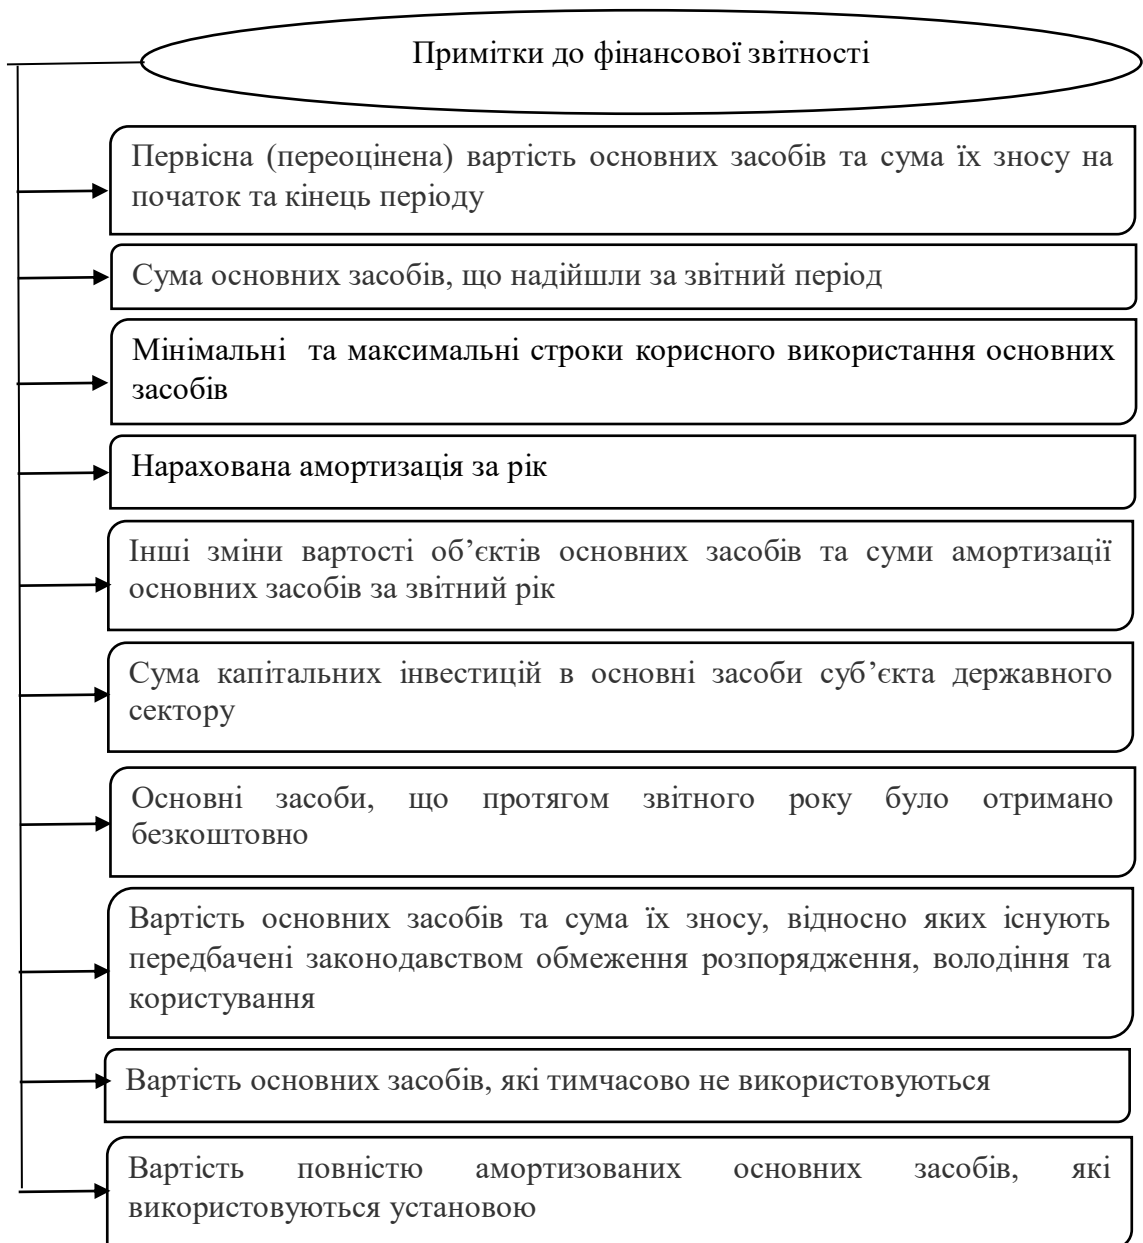 Примітки до фінансової звітності
Первісна (переоцінена) вартість основних засобів та сума їх зносу на
початок та кінець періоду
Сума основних засобів, що надійшли за звітний період
Мінімальні та максимальні строки корисного використання основних
засобів
Нарахована амортизація за рік
Інші зміни вартості об’єктів основних засобів та суми амортизації
основних засобів за звітний рік
Сума капітальних інвестицій в основні засоби суб’єкта державного
сектору
Основні засоби, що протягом звітного року було отримано
безкоштовно
Вартість основних засобів та сума їх зносу, відносно яких існують
передбачені законодавством обмеження розпорядження, володіння та
користування
Вартість основних засобів, які тимчасово не використовуються
Вартість повністю амортизованих основних засобів, які
використовуються установою